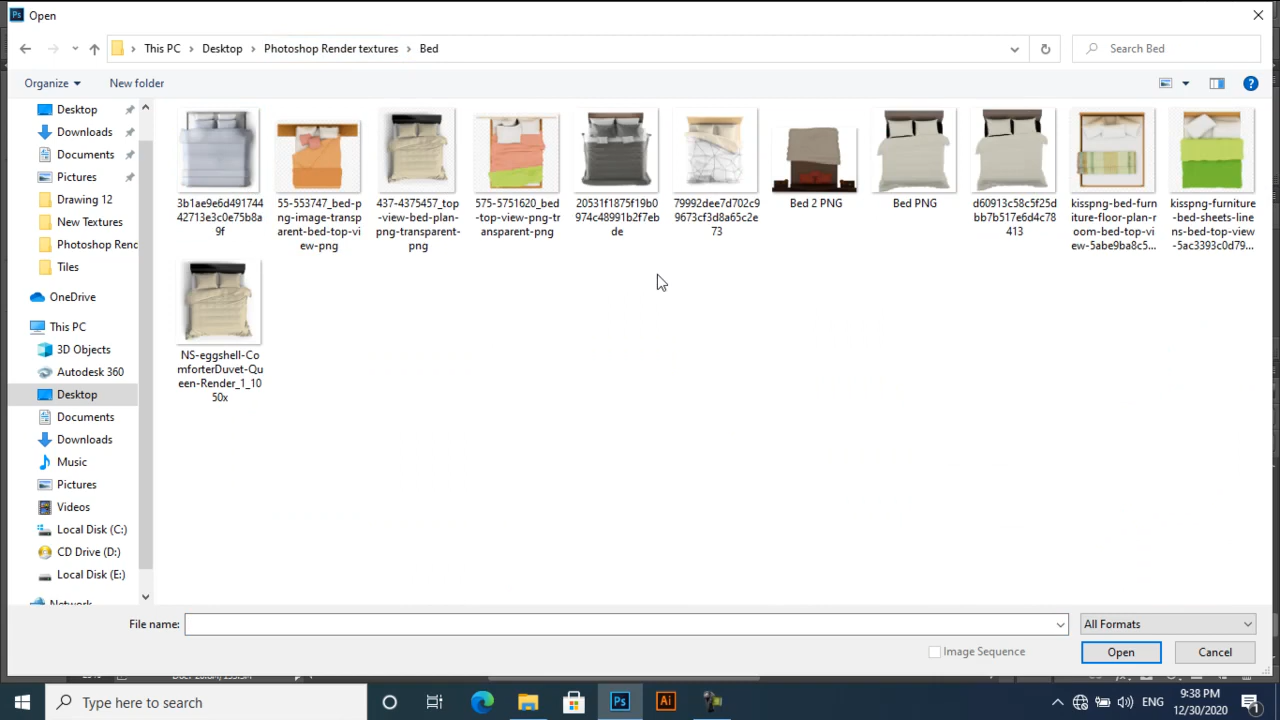 Ps Open
This PC Desktop Photoshop Render textures Bed
Search Bed
Organize New folder
Desktop
Downloads
Documents
Pictures
Drawing 12
New Textures
Photoshop Renc
Tiles
OneDrive
This PC
3D Objects
Autodesk 360
Desktop
Documents
Downloads
Music
Pictures
Videos
Local Disk (C:)
CD Drive (D:)
Local Disk (E:)
Network
3b1ae9e6d491744
42713e3c0e75b8a
9f
55-553747_bed-p
ng-image-transp
arent-bed-top-vi
ew-png
437-4375457_top
-view-bed-plan-
png-transparent-
png
575-5751620_bed
-top-view-png-tr
ansparent-png
20531f1875f19b0
974c48991b2f7eb
de
79992dee7d702c9
9673cf3d8a65c2e
73
Bed 2 PNG
Bed PNG
d60913c58c5f25d
bb7b517e6d4c78
413
kisspng-bed-furn
iture-floor-plan-r
oom-bed-top-vi
ew-5abe9ba8c5...
kisspng-furniture
-bed-sheets-line
ns-bed-top-view
-5ac3393c0d79...
NS-eggshell-Co
mforterDuvet-Qu
een-Render_1_10
50x
File name:
All Formats
Image Sequence
Open Cancel
Type here to search
Ps Ai
ENG
9:38 PM
12/30/2020
1